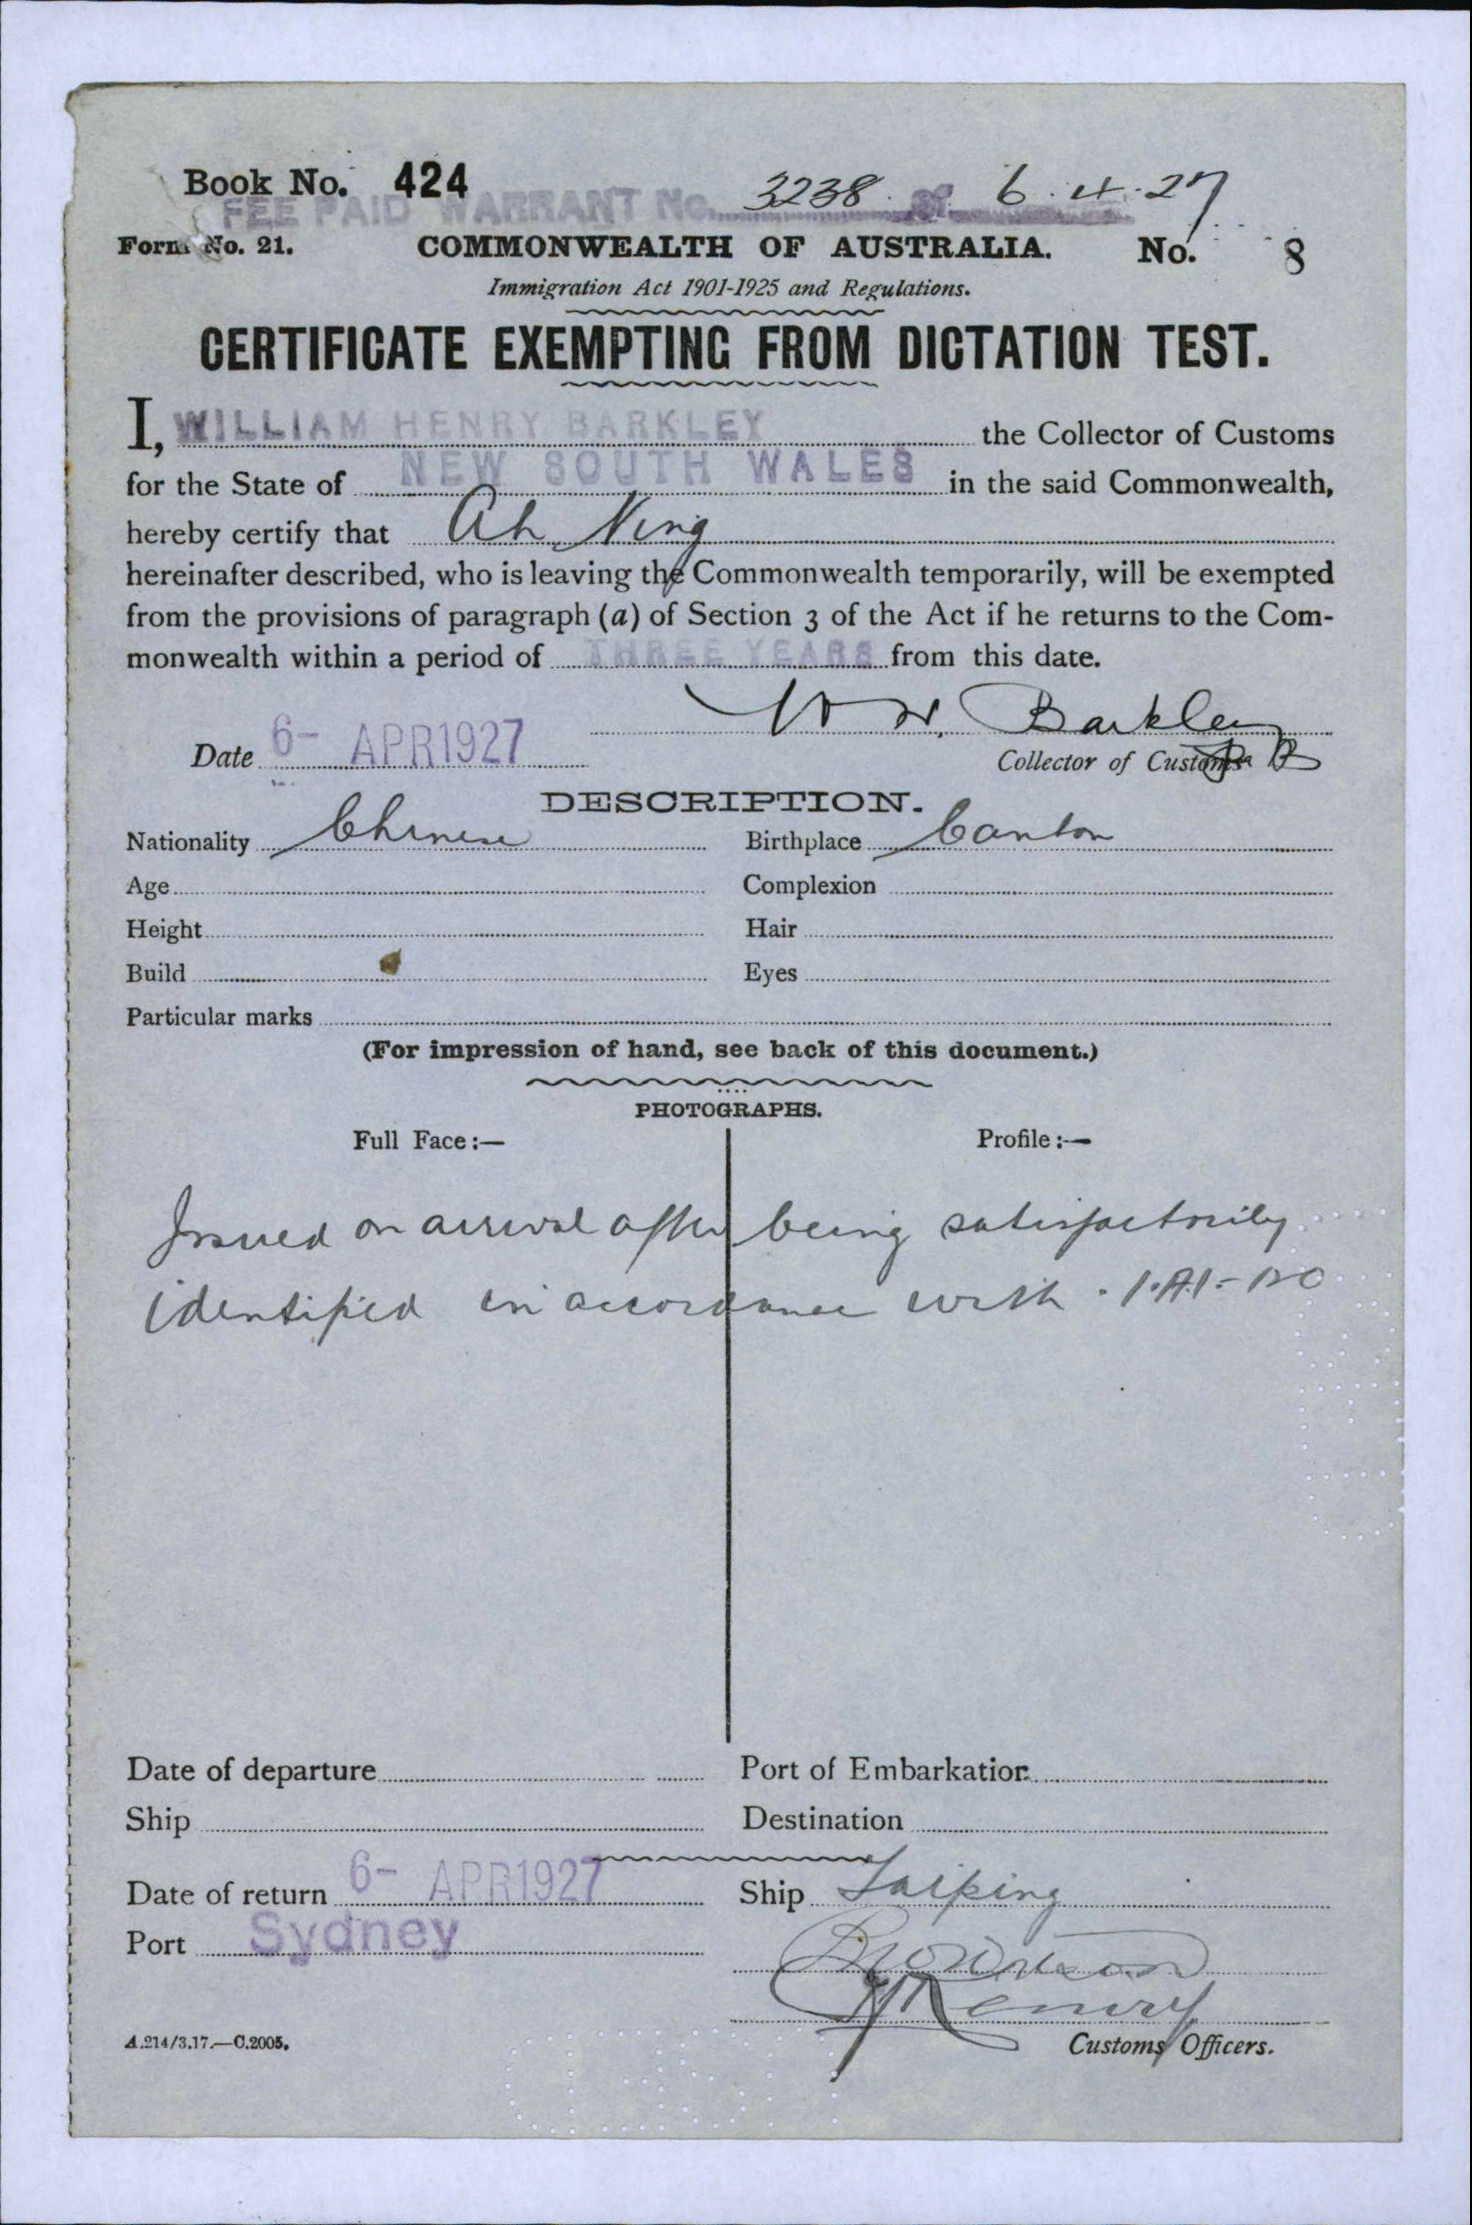 Book No. 424
FEE PAID WARRANT No. 3238 of 6.4.27
Form No. 21. COMMONWEALTH OF AUSTRALIA. No. 8
Immigration Act 1901-1925 and Regulations.
CERTIFICATE EXEMPTING FROM DICTATION TEST.
I, WILLIAM HENRY BARKLEY the Collector of Customs
for the State of NEW SOUTH WALES in the said Commonwealth,
hereby certify that Ah Ning
hereinafter described, who is leaving the Commonwealth temporarily, will be exempted
from the provisions of paragraph (a) of Section 3 of the Act if he returns to the Com-
monwealth within a period of THREE YEARS from this date.
W H. Barkley
Date 6- APR 1927 Collector of Customs
DESCRIPTION.
Nationality Chinese Birthplace Canton
Age Complexion
Height Hair
Build Eyes
Particular marks
(For impression of hand, see back of this document.)
PHOTOGRAPHS.
Full Face:— Profile:—
Issued on arrival after being satisfactorily
identified in accordance with
Date of departure Port of Embarkation
Ship Destination
Date of return 6- APR 1927 Ship Taiping
Port Sydney
Customs Officers.
A.214/3.17.—C.2005.